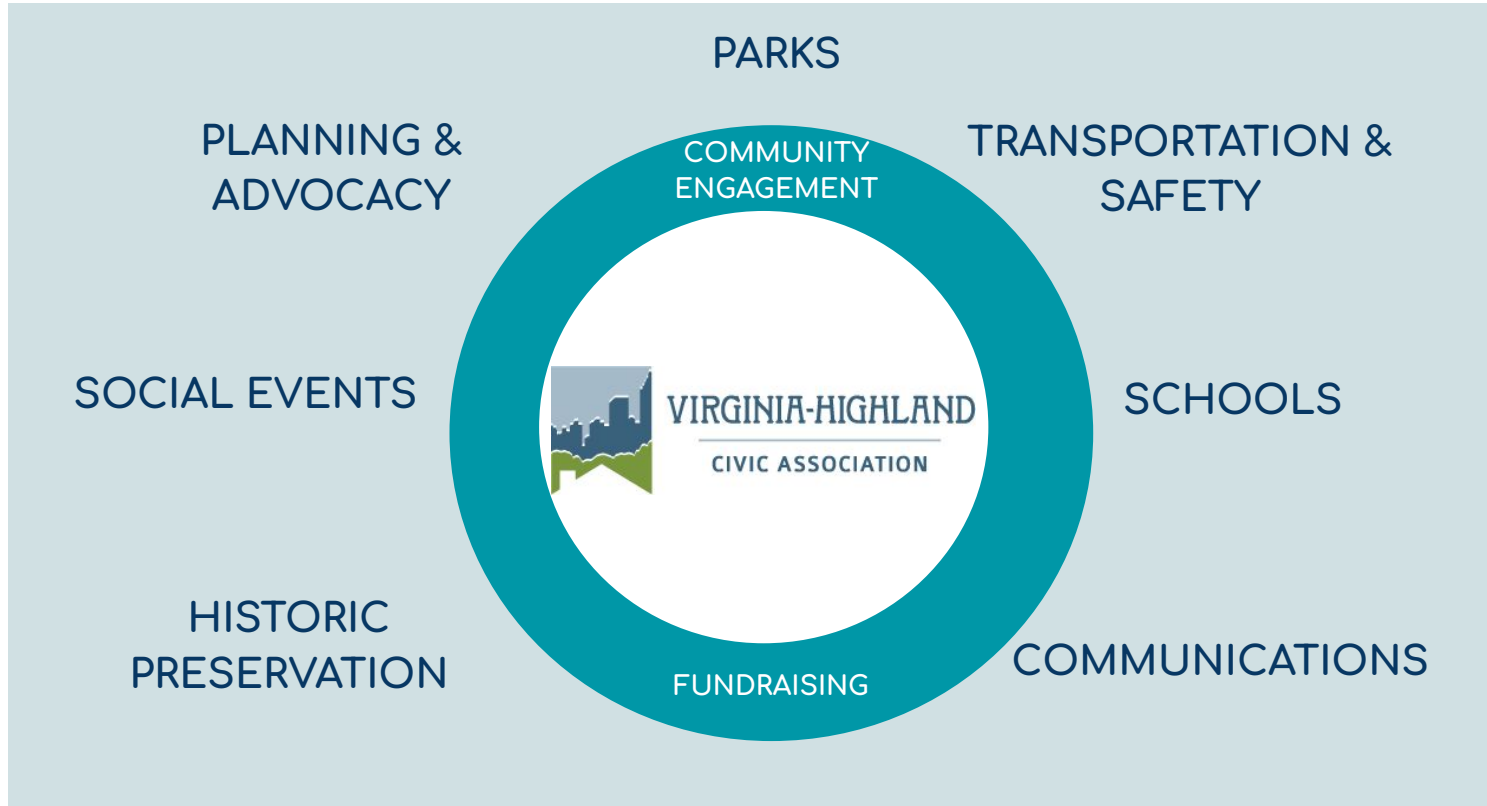 PARKS
PLANNING &
ADVOCACY
COMMUNITY
ENGAGEMENT
TRANSPORTATION &
SAFETY
SOCIAL EVENTS
VIRGINIA-HIGHLAND
CIVIC ASSOCIATION
SCHOOLS
HISTORIC
PRESERVATION
FUNDRAISING
COMMUNICATIONS